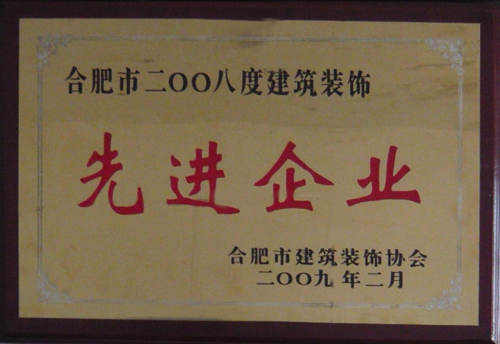 合肥市二OO八度建筑装饰
先进企业
合肥市建筑装饰协会
二OO九年二月